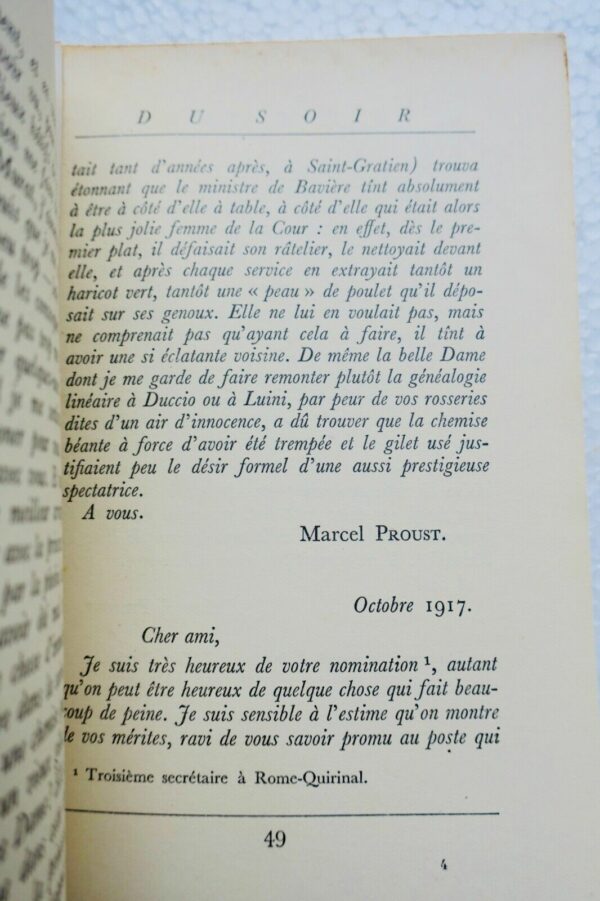 DU SOIR
tait tant d'années après, à Saint-Gratien) trouva
étonnant que le ministre de Bavière tînt absolument
à être à côté d'elle à table, à côté d'elle qui était alors
la plus jolie femme de la Cour : en effet, dès le pre-
mier plat, il défaisait son râtelier, le nettoyait devant
elle, et après chaque service en extrayait tantôt un
haricot vert, tantôt une « peau » de poulet qu'il dépo-
sait sur ses genoux. Elle ne lui en voulait pas, mais
ne comprenait pas qu'ayant cela à faire, il tînt à
avoir une si éclatante voisine. De même la belle Dame
dont je me garde de faire remonter plutôt la généalogie
linéaire à Duccio ou à Luini, par peur de vos rosseries
dites d'un air d'innocence, a dû trouver que la chemise
béante à force d'avoir été trempée et le gilet usé jus-
tifiaient peu le désir formel d'une aussi prestigieuse
spectatrice.
A vous.
Marcel PROUST.
Octobre 1917.
Cher ami,
Je suis très heureux de votre nomination ¹, autant
qu'on peut être heureux de quelque chose qui fait beau-
coup de peine. Je suis sensible à l'estime qu'on montre
de vos mérites, ravi de vous savoir promu au poste qui
¹ Troisième secrétaire à Rome-Quirinal.
49
4